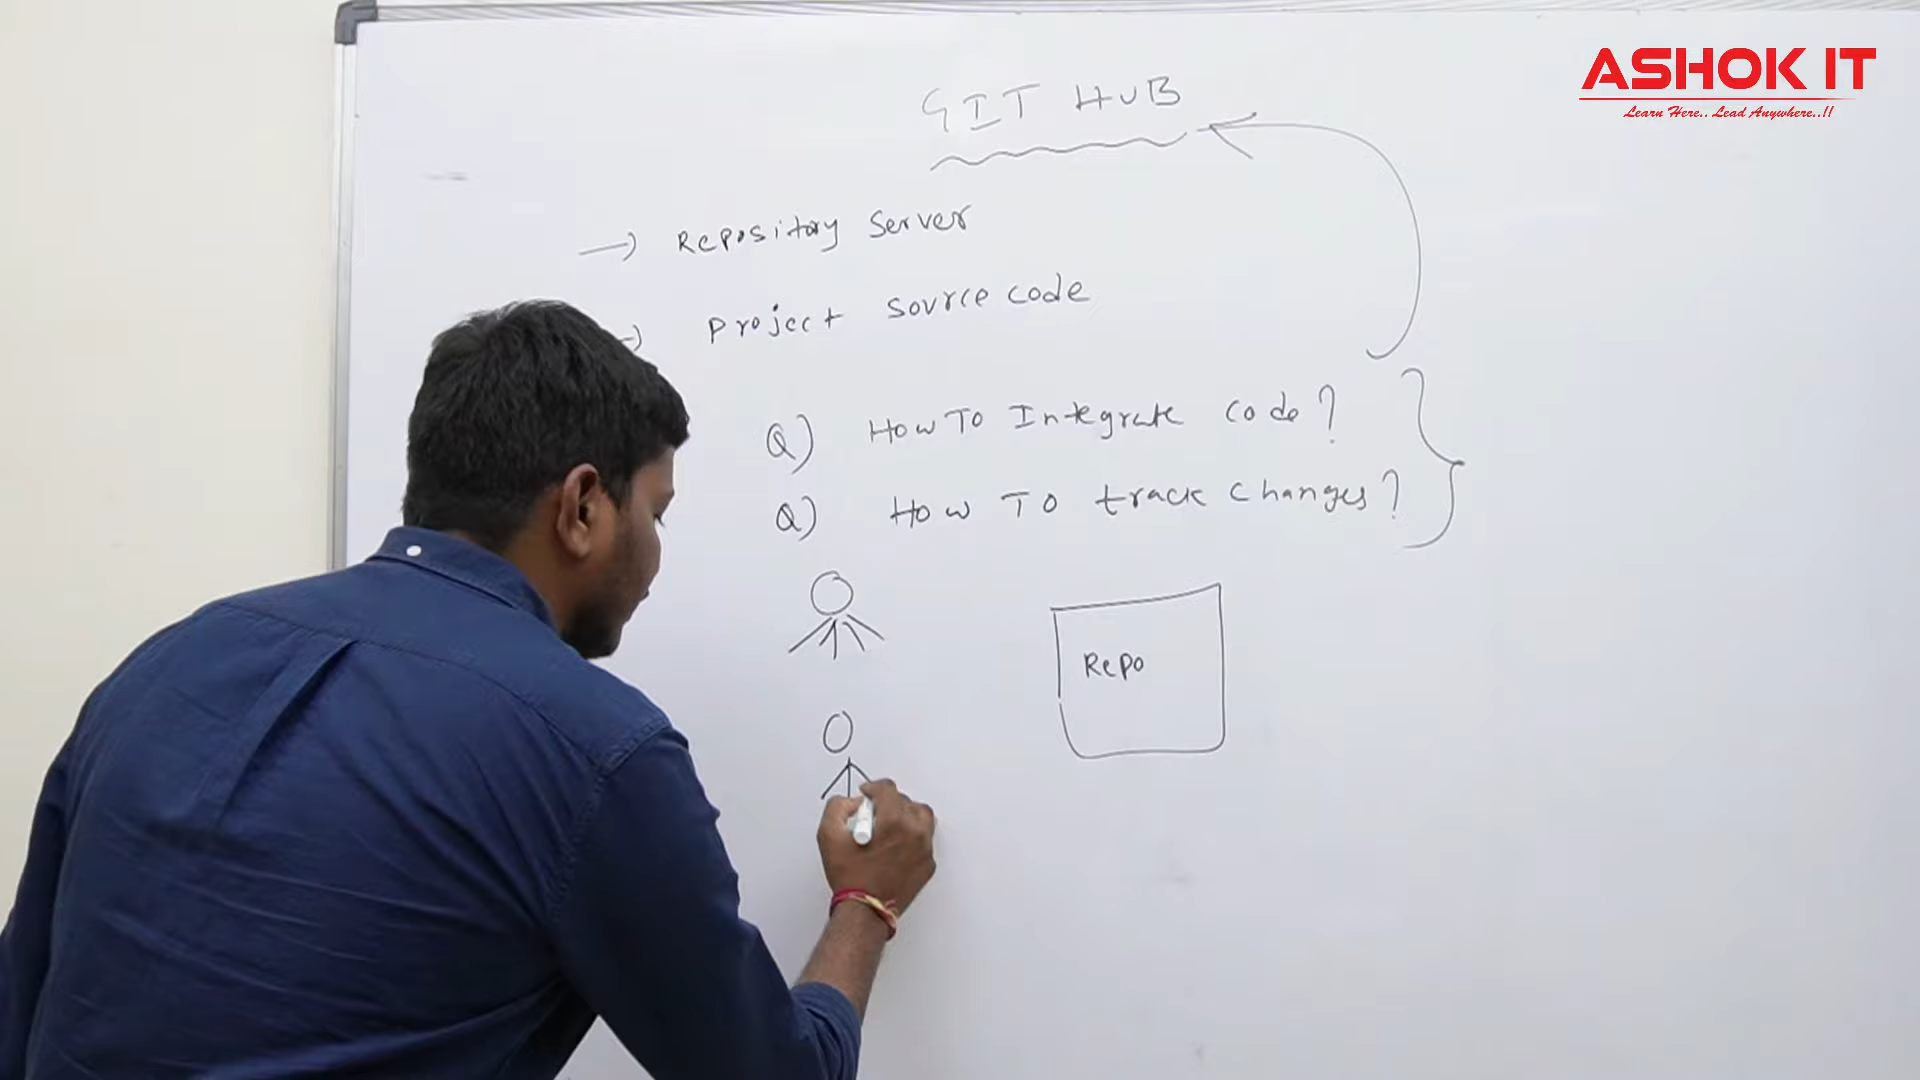 ASHOK IT
Learn Here.. Lead Anywhere..!!
GIT HUB
Repository Server
Project Source code
Q) How To Integrate code?
Q) How To track changes?
Repo